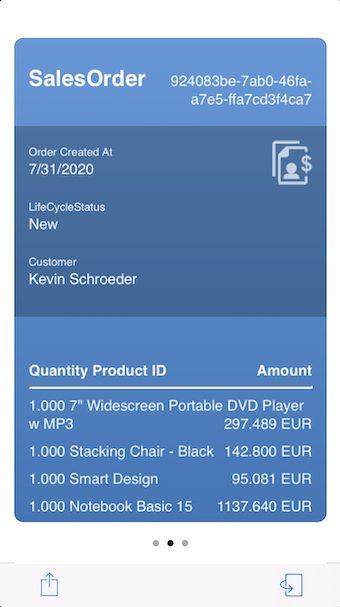 SalesOrder
924083be-7ab0-46fa-
a7e5-ffa7cd3f4ca7
Order Created At
7/31/2020
$
LifeCycleStatus
New
Customer
Kevin Schroeder
Quantity Product ID Amount
1.000 7" Widescreen Portable DVD Player
w MP3 297.489 EUR
1.000 Stacking Chair - Black 142.800 EUR
1.000 Smart Design 95.081 EUR
1.000 Notebook Basic 15 1137.640 EUR